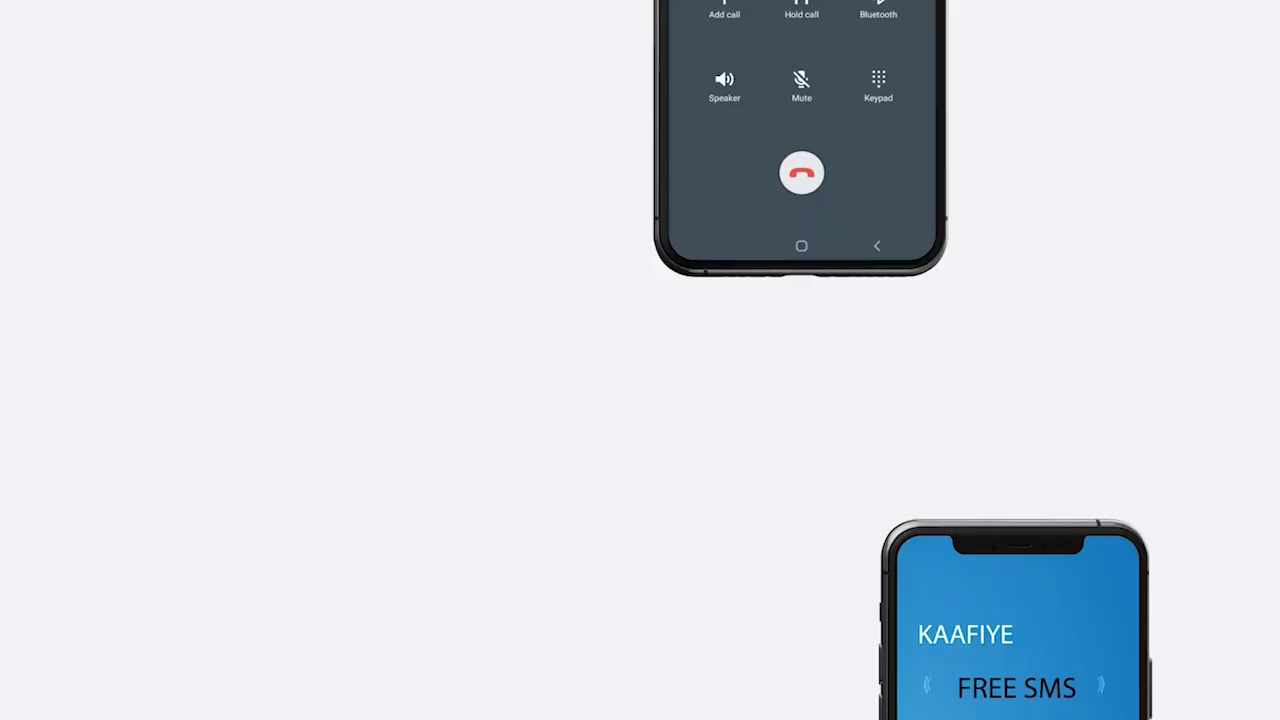 Add call Hold call Bluetooth
Speaker Mute Keypad
KAAFIYE
FREE SMS